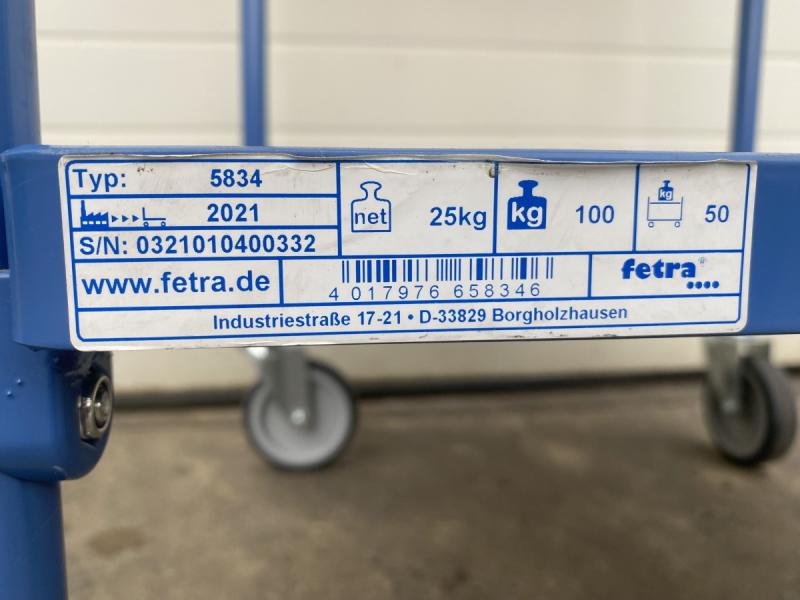 Typ: 5834
2021
S/N: 0321010400332
net 25kg
kg 100
kg 50
www.fetra.de
4 017976 658346
fetra®
Industriestraße 17-21 • D-33829 Borgholzhausen